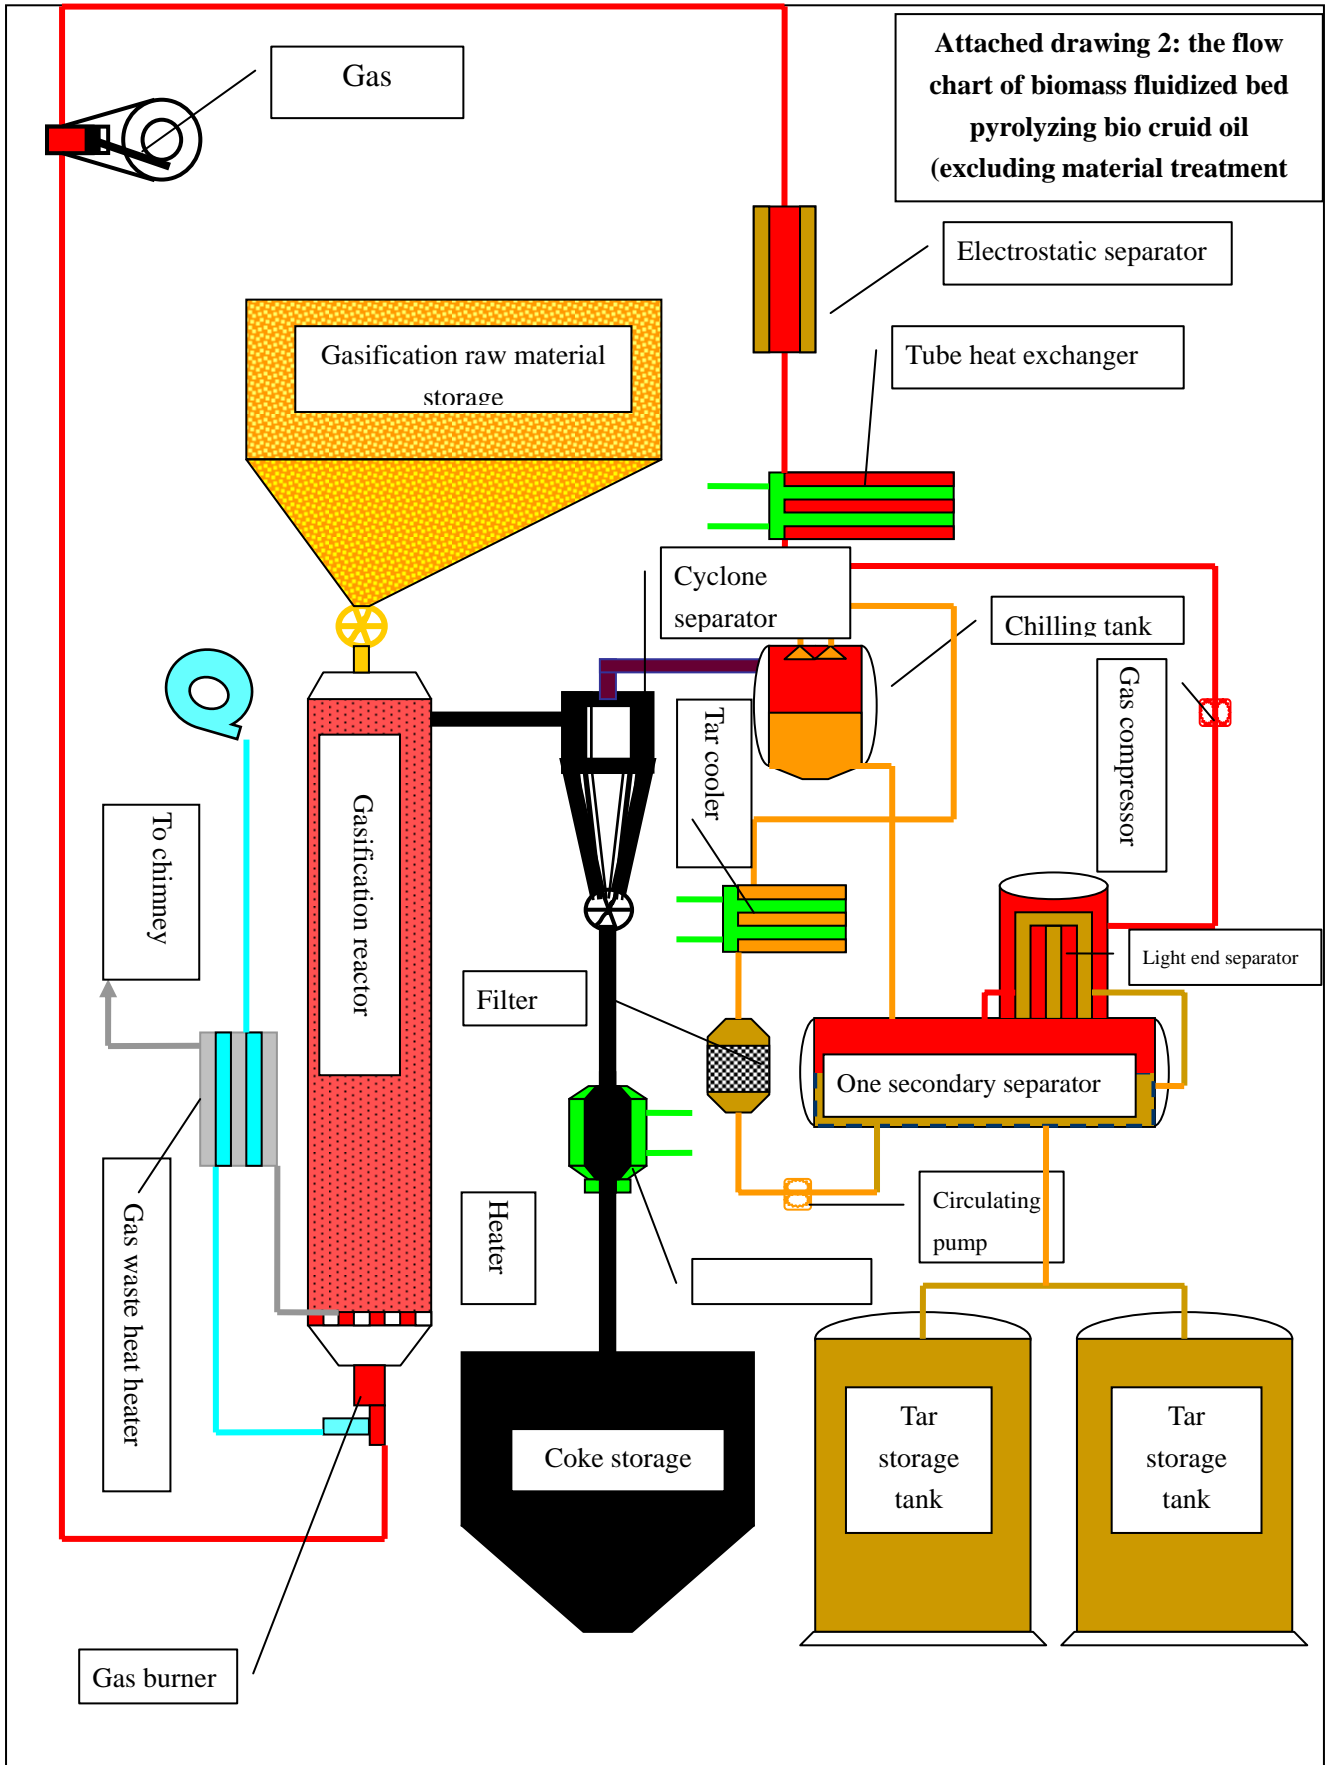 Attached drawing 2: the flow
chart of biomass fluidized bed
pyrolyzing bio cruid oil
(excluding material treatment
Gas
Electrostatic separator
Gasification raw material
storage
Tube heat exchanger
Cyclone
separator
Chilling tank
Gas compressor
Tar cooler
Gasification reactor
To chimney
Light end separator
Filter
One secondary separator
Circulating
pump
Heater
Gas waste heat heater
Coke storage
Tar
storage
tank
Tar
storage
tank
Gas burner